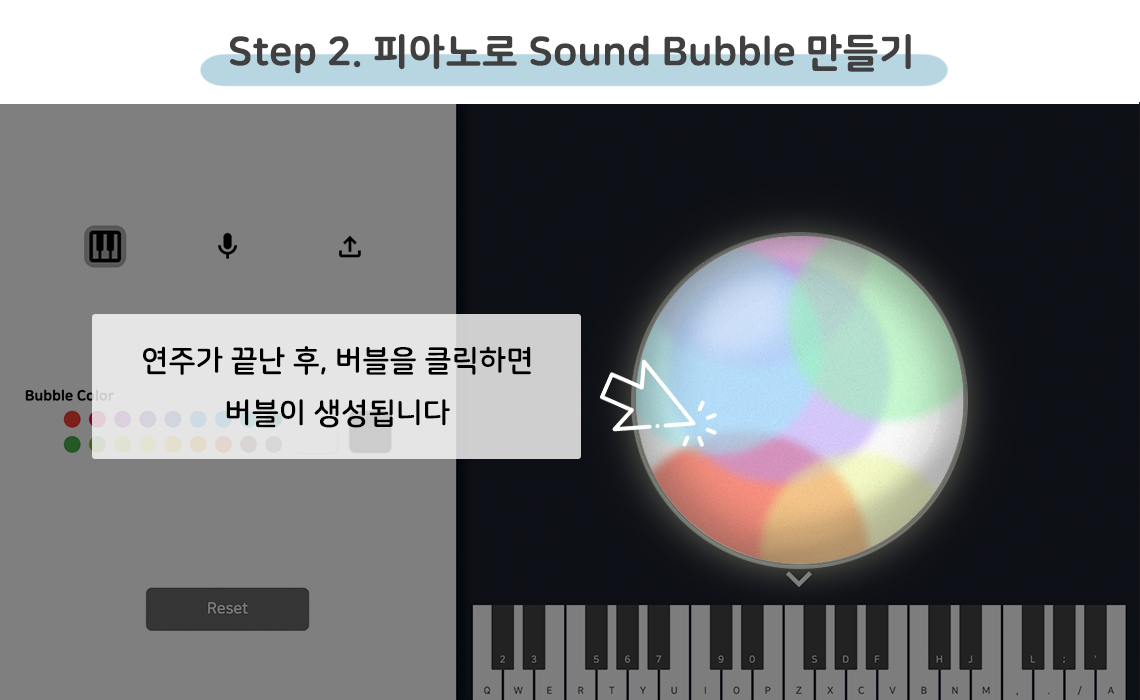 Step 2. 피아노로 Sound Bubble 만들기
연주가 끝난 후, 버블을 클릭하면
버블이 생성됩니다
Bubble Color
Reset
2 3 5 6 7 9 0 S D F H J L ; '
Q W E R T Y U I O P Z X C V B N M , . / A